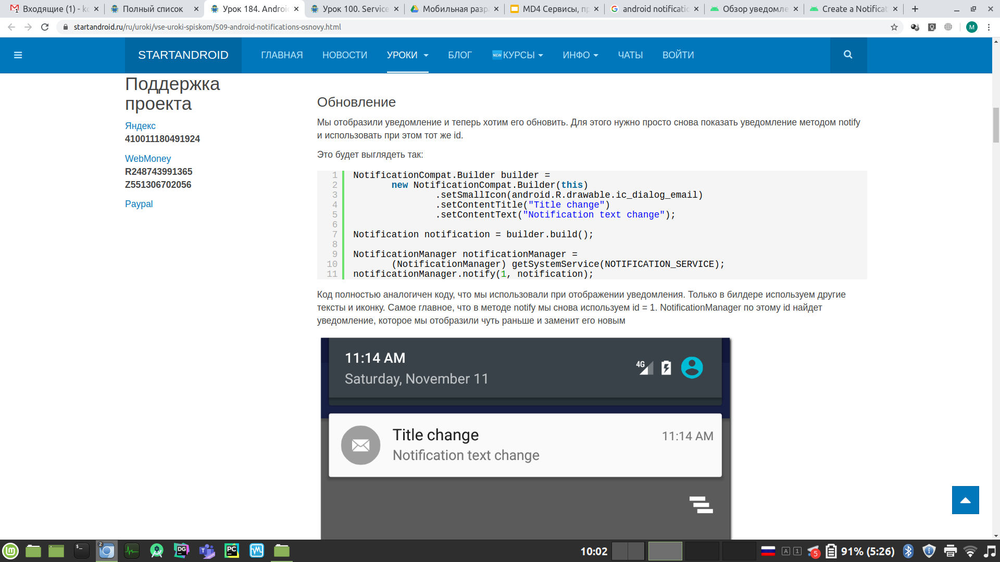 Входящие (1) - ko
Полный список
Урок 184. Androi
Урок 100. Service
Мобильная разр
MD4 Сервисы, пр
android notificatio
Обзор уведомле
Create a Notificat
startandroid.ru/ru/uroki/vse-uroki-spiskom/509-android-notifications-osnovy.html
M
STARTANDROID
ГЛАВНАЯ
НОВОСТИ
УРОКИ
БЛОГ
NEW КУРСЫ
ИНФО
ЧАТЫ
ВОЙТИ
Поддержка
проекта
Яндекс
410011180491924
WebMoney
R248743991365
Z551306702056
Paypal
Обновление
Мы отобразили уведомление и теперь хотим его обновить. Для этого нужно просто снова показать уведомление методом notify
и использовать при этом тот же id.
Это будет выглядеть так:
1 NotificationCompat.Builder builder =
2 new NotificationCompat.Builder(this)
3 .setSmallIcon(android.R.drawable.ic_dialog_email)
4 .setContentTitle("Title change")
5 .setContentText("Notification text change");
6
7 Notification notification = builder.build();
8
9 NotificationManager notificationManager =
10 (NotificationManager) getSystemService(NOTIFICATION_SERVICE);
11 notificationManager.notify(1, notification);
Код полностью аналогичен коду, что мы использовали при отображении уведомления. Только в билдере используем другие
тексты и иконку. Самое главное, что в методе notify мы снова используем id = 1. NotificationManager по этому id найдет
уведомление, которое мы отобразили чуть раньше и заменит его новым
11:14 AM
4G
Saturday, November 11
Title change
11:14 AM
Notification text change
2
DG
T
PC
10:02
A
1
5
91% (5:26)